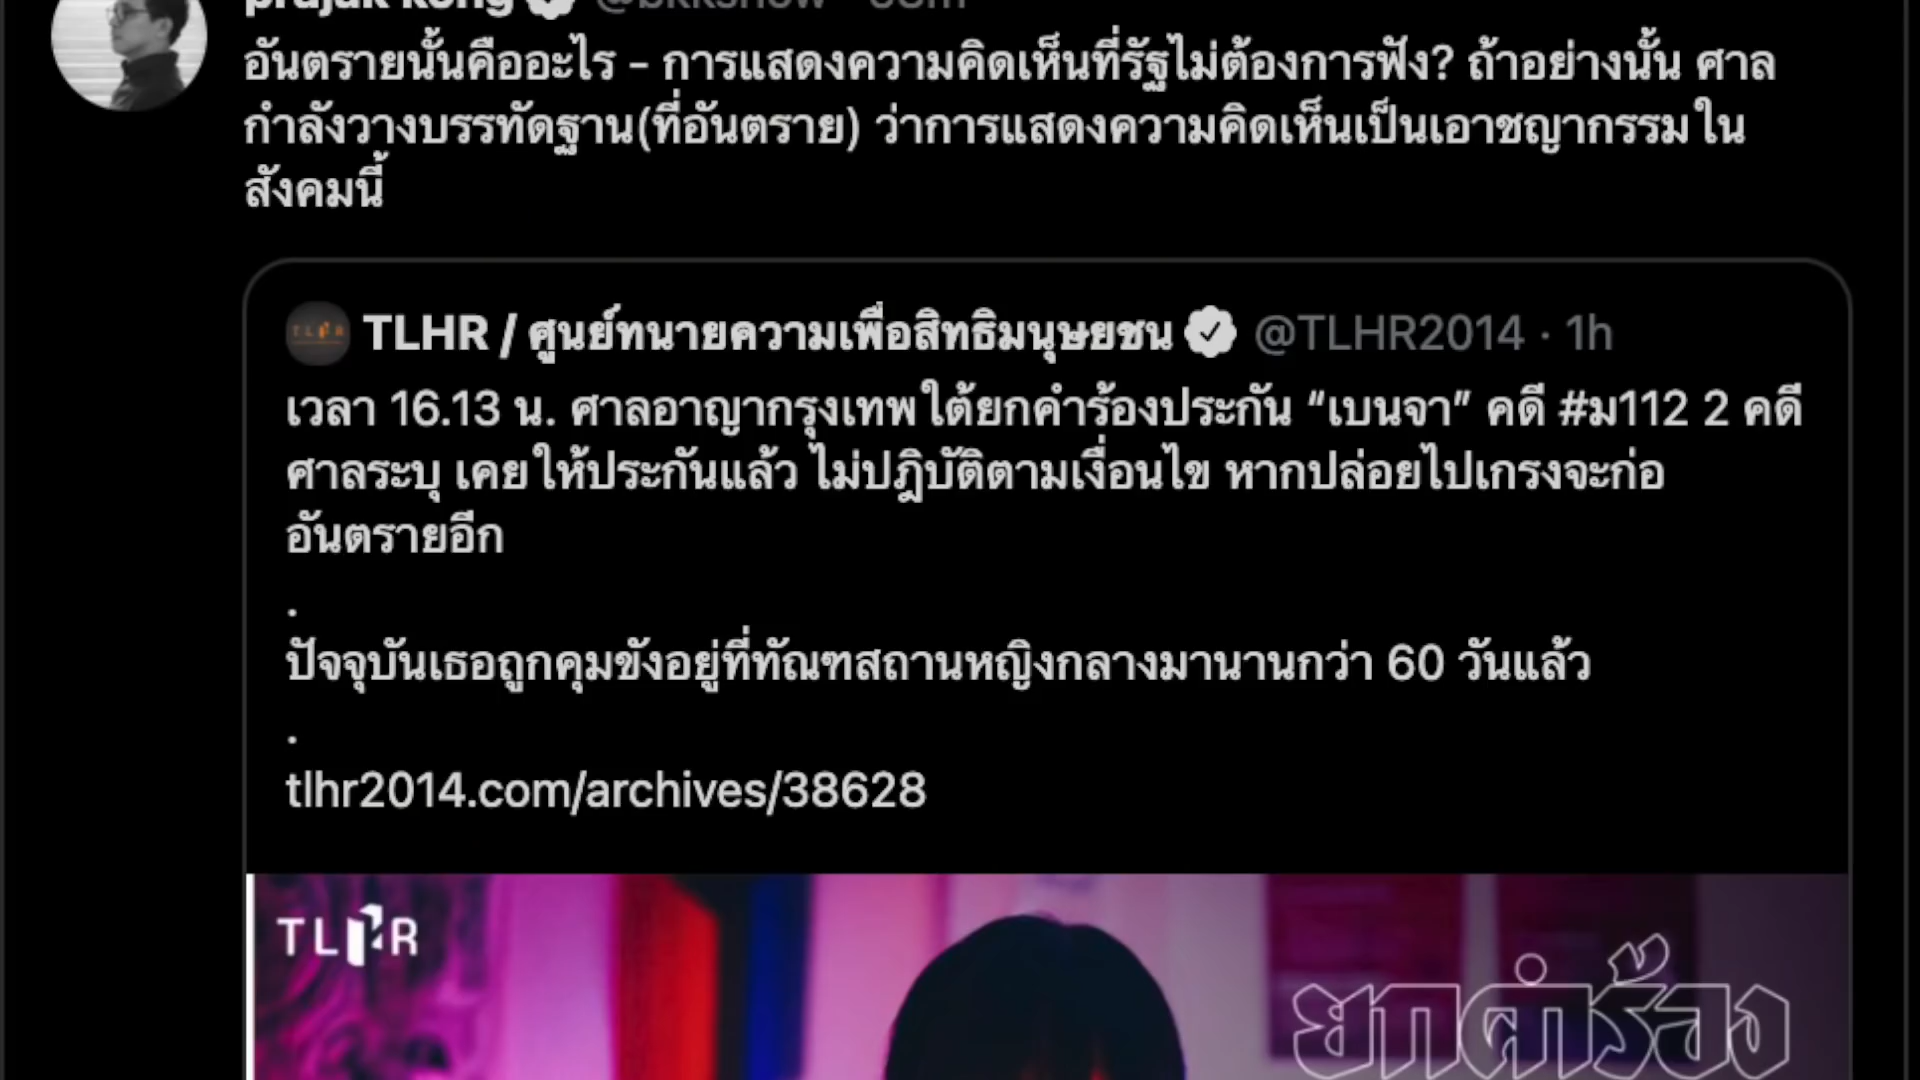 prajak kong @bkksnow
อันตรายนั้นคืออะไร - การแสดงความคิดเห็นที่รัฐไม่ต้องการฟัง? ถ้าอย่างนั้น ศาล
กำลังวางบรรทัดฐาน(ที่อันตราย) ว่าการแสดงความคิดเห็นเป็นเอาชญากรรมใน
สังคมนี้
TLHR / ศูนย์ทนายความเพื่อสิทธิมนุษยชน @TLHR2014 · 1h
เวลา 16.13 น. ศาลอาญากรุงเทพใต้ยกคำร้องประกัน “เบนจา” คดี #ม112 2 คดี
ศาลระบุ เคยให้ประกันแล้ว ไม่ปฎิบัติตามเงื่อนไข หากปล่อยไปเกรงจะก่อ
อันตรายอีก
.
ปัจจุบันเธอถูกคุมขังอยู่ที่ทัณฑสถานหญิงกลางมานานกว่า 60 วันแล้ว
.
tlhr2014.com/archives/38628
TLHR
ยกคำร้อง